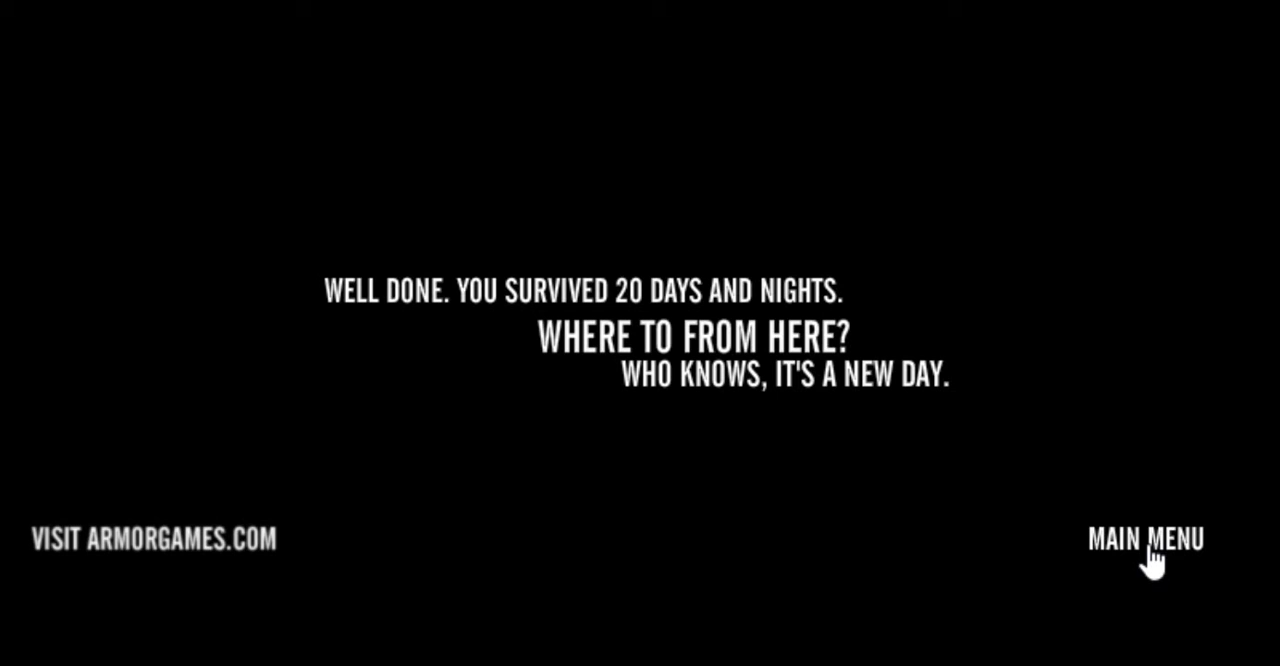 WELL DONE. YOU SURVIVED 20 DAYS AND NIGHTS.
WHERE TO FROM HERE?
WHO KNOWS, IT'S A NEW DAY.
VISIT ARMORGAMES.COM
MAIN MENU